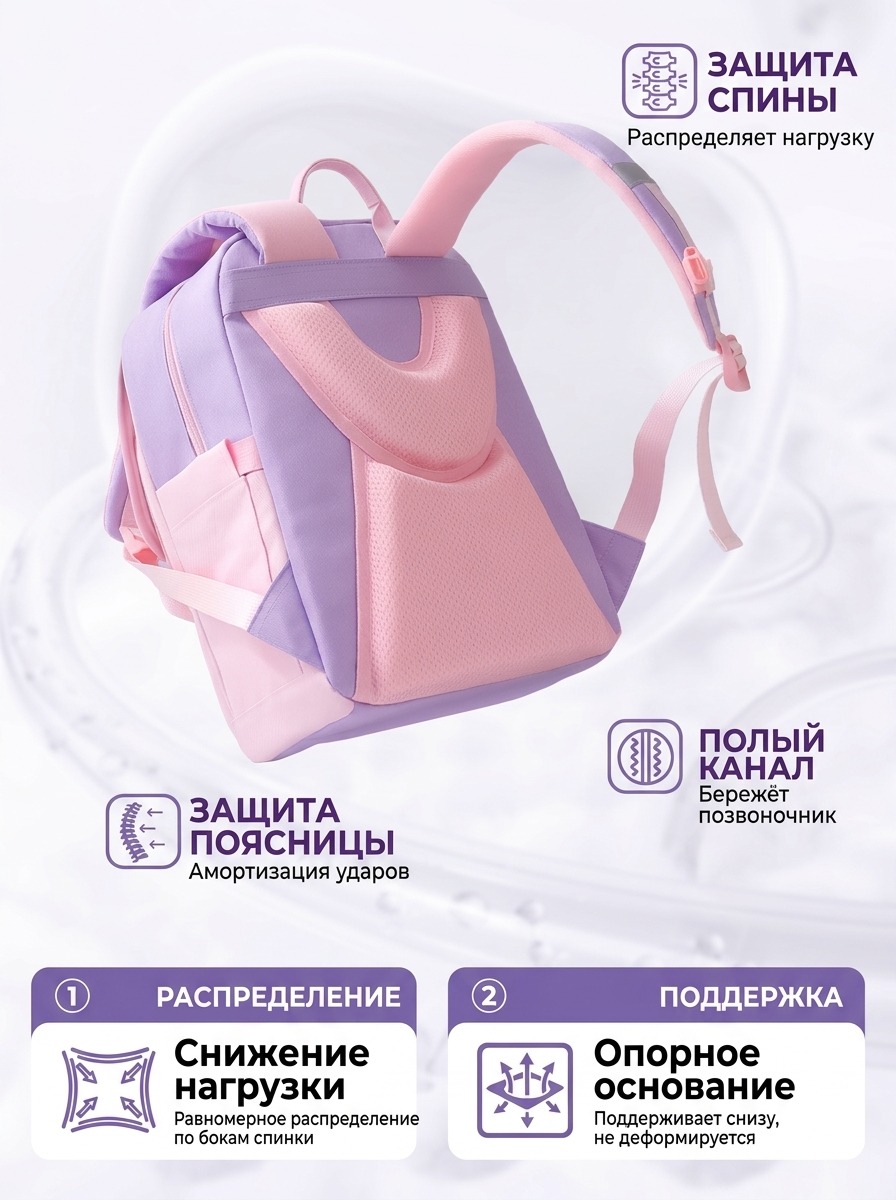 ЗАЩИТА
СПИНЫ
Распределяет нагрузку
ПОЛЫЙ
КАНАЛ
Бережёт
позвоночник
ЗАЩИТА
ПОЯСНИЦЫ
Амортизация ударов
1 РАСПРЕДЕЛЕНИЕ
Снижение
нагрузки
Равномерное распределение
по бокам спинки
2 ПОДДЕРЖКА
Опорное
основание
Поддерживает снизу,
не деформируется